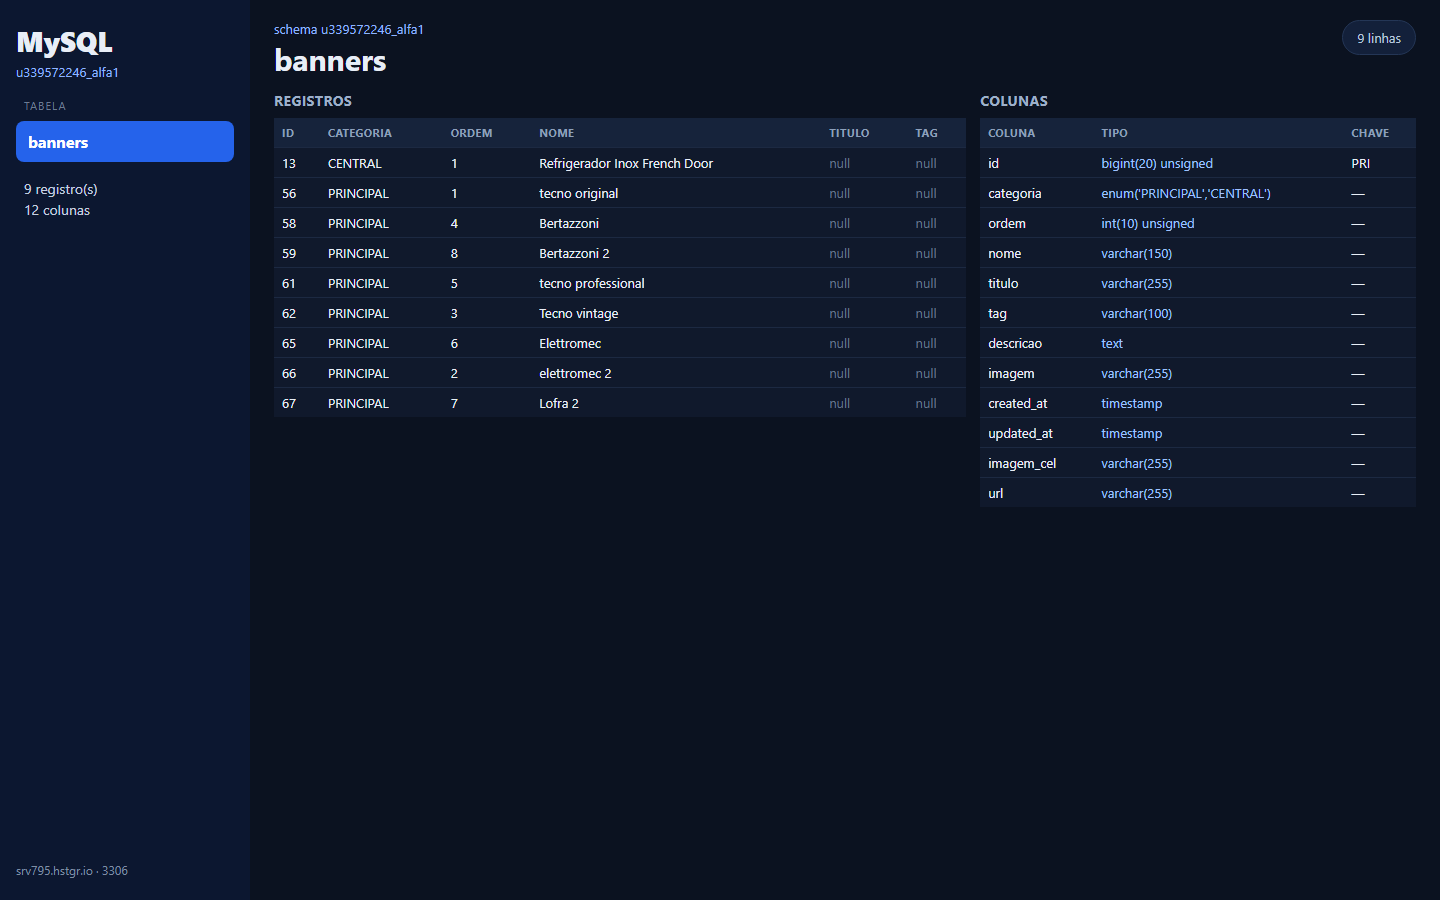 MySQL
u339572246_alfa1
TABELA
banners
9 registro(s)
12 colunas
srv795.hstgr.io · 3306
schema u339572246_alfa1
banners
9 linhas
REGISTROS
ID CATEGORIA ORDEM NOME TITULO TAG
13 CENTRAL 1 Refrigerador Inox French Door null null
56 PRINCIPAL 1 tecno original null null
58 PRINCIPAL 4 Bertazzoni null null
59 PRINCIPAL 8 Bertazzoni 2 null null
61 PRINCIPAL 5 tecno professional null null
62 PRINCIPAL 3 Tecno vintage null null
65 PRINCIPAL 6 Elettromec null null
66 PRINCIPAL 2 elettromec 2 null null
67 PRINCIPAL 7 Lofra 2 null null
COLUNAS
COLUNA TIPO CHAVE
id bigint(20) unsigned PRI
categoria enum('PRINCIPAL','CENTRAL') —
ordem int(10) unsigned —
nome varchar(150) —
titulo varchar(255) —
tag varchar(100) —
descricao text —
imagem varchar(255) —
created_at timestamp —
updated_at timestamp —
imagem_cel varchar(255) —
url varchar(255) —